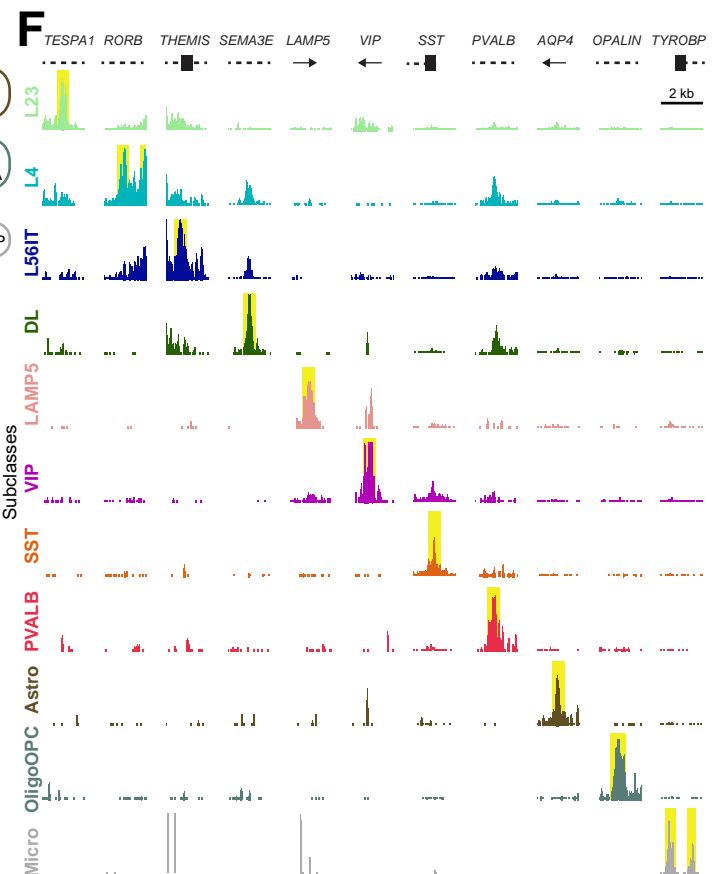 F
TESPA1 RORB THEMIS SEMA3E LAMP5 VIP SST PVALB AQP4 OPALIN TYROBP
2 kb
Subclasses
L23
L4
L56IT
DL
LAMP5
VIP
SST
PVALB
Astro
OligoOPC
Micro